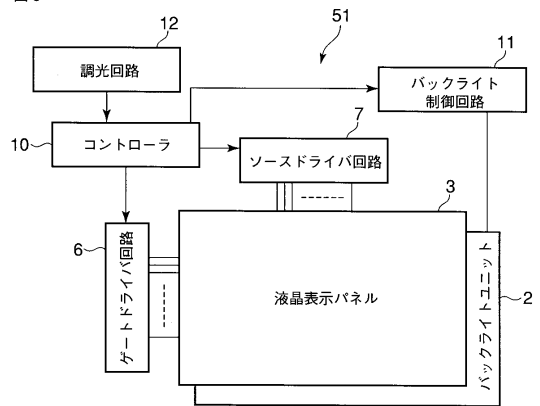 12
調光回路
51
11
バックライト
制御回路
10
コントローラ
7
ソースドライバ回路
3
6
ゲートドライバ回路
液晶表示パネル
バックライトユニット
2